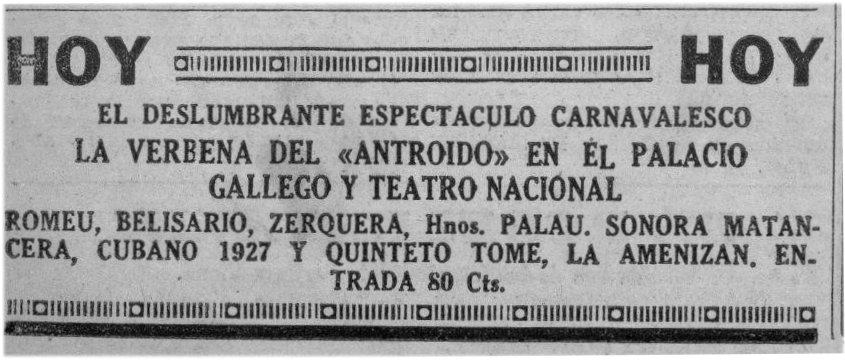 HOY HOY
EL DESLUMBRANTE ESPECTACULO CARNAVALESCO
LA VERBENA DEL «ANTROIDO» EN EL PALACIO
GALLEGO Y TEATRO NACIONAL
ROMEU, BELISARIO, ZERQUERA, Hnos. PALAU. SONORA MATAN-
CERA, CUBANO 1927 Y QUINTETO TOME, LA AMENIZAN. EN-
TRADA 80 Cts.